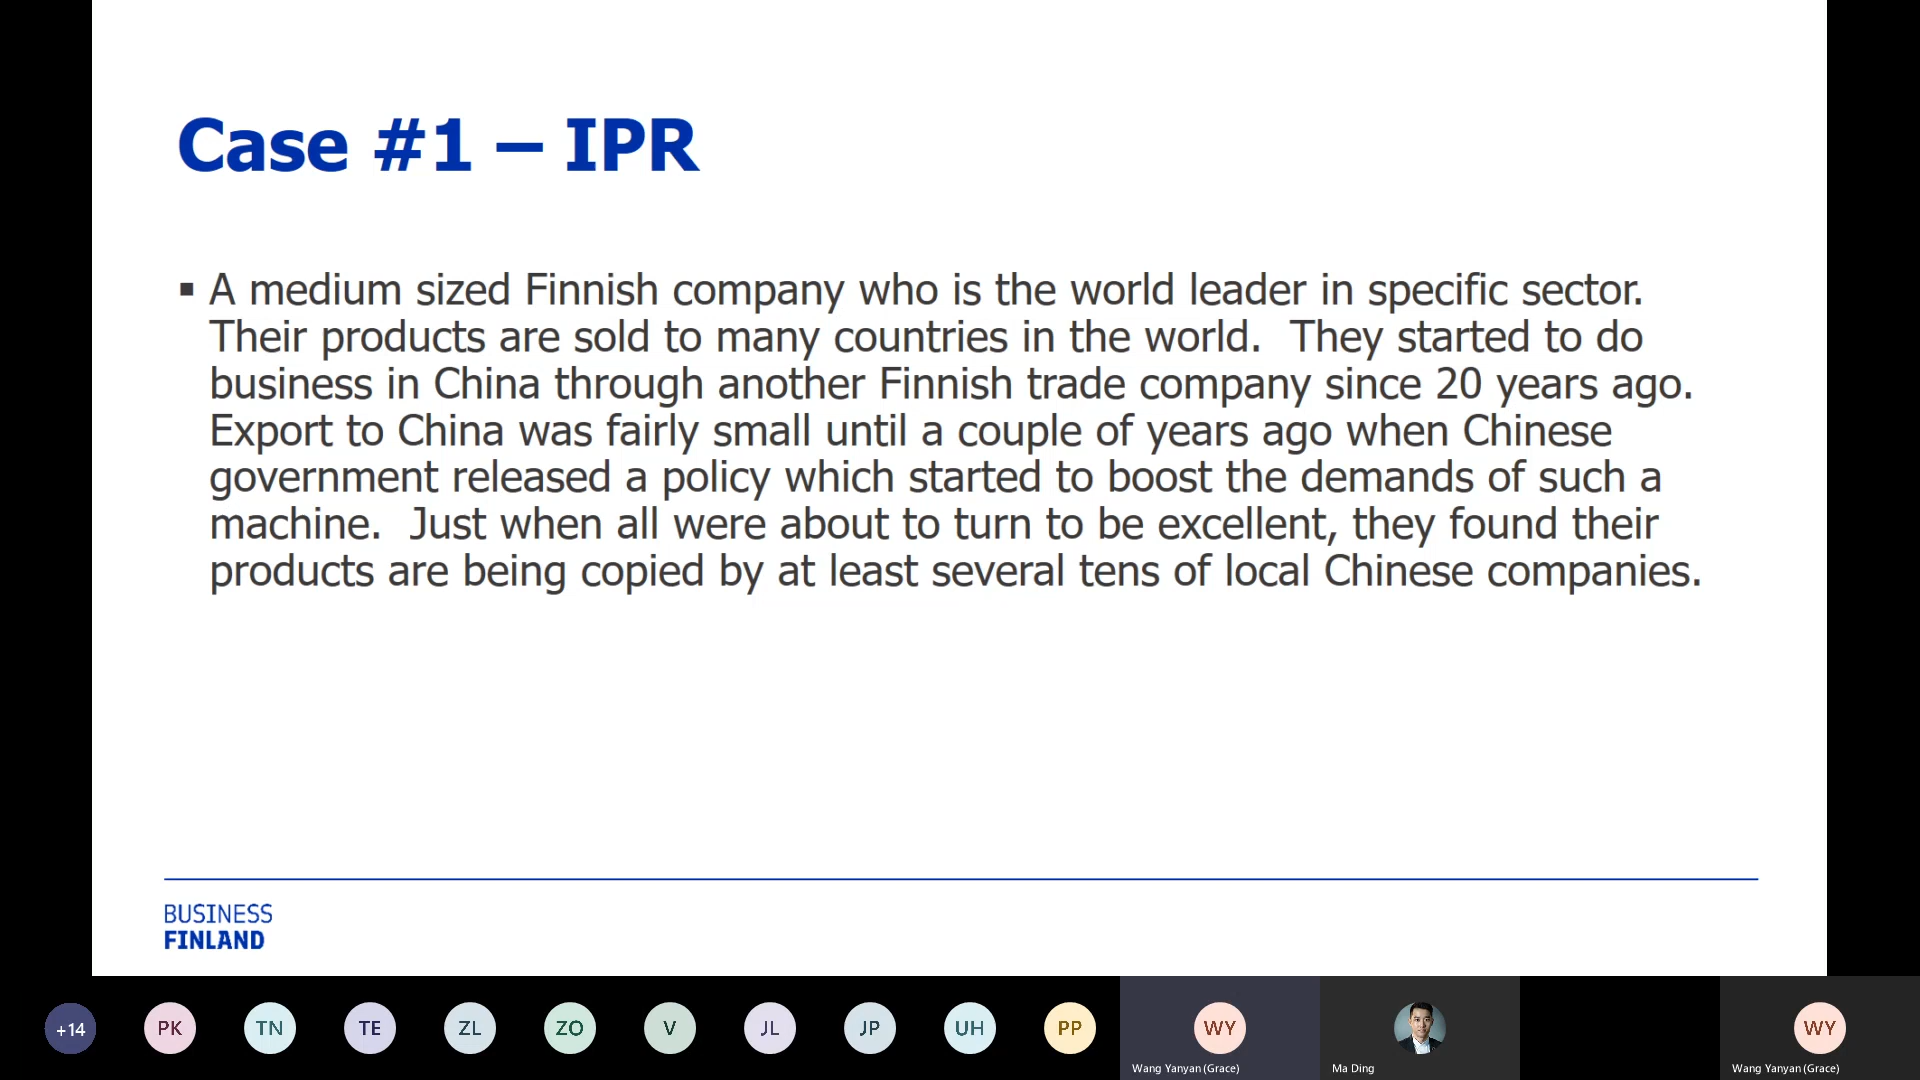 Case #1 – IPR
▪ A medium sized Finnish company who is the world leader in specific sector.
Their products are sold to many countries in the world.  They started to do
business in China through another Finnish trade company since 20 years ago.
Export to China was fairly small until a couple of years ago when Chinese
government released a policy which started to boost the demands of such a
machine.  Just when all were about to turn to be excellent, they found their
products are being copied by at least several tens of local Chinese companies.
BUSINESS
FINLAND
+14
PK
TN
TE
ZL
ZO
V
JL
JP
UH
PP
WY
WY
Wang Yanyan (Grace)
Ma Ding
Wang Yanyan (Grace)